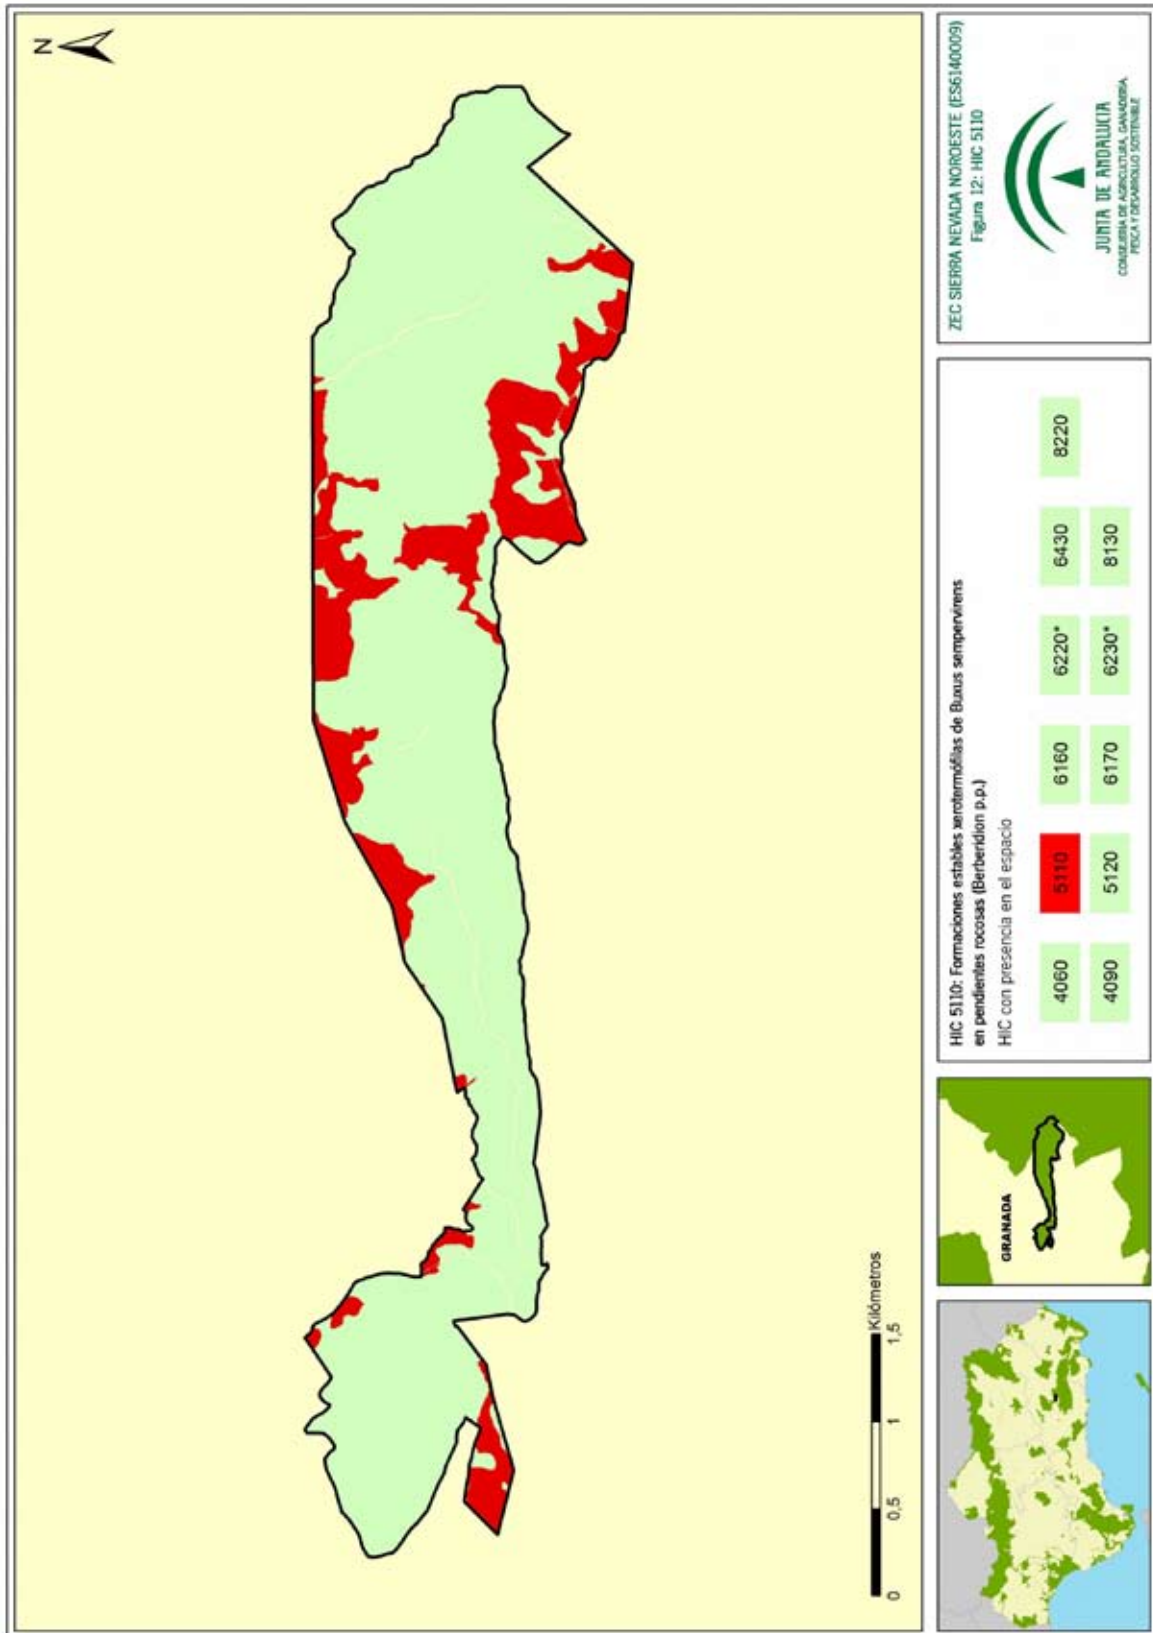 N
Kilómetros
0
0,5
1
1,5
GRANADA
HIC 5110: Formaciones estables xerotermófilas de Buxus sempervirens
en pendientes rocosas (Berberidion p.p.)
HIC con presencia en el espacio
4060 5110 6160 6220* 6430 8220
4090 5120 6170 6230* 8130
ZEC SIERRA NEVADA NOROESTE (ES6140009)
Figura 12: HIC 5110
JUNTA DE ANDALUCIA
CONSEJERÍA DE AGRICULTURA, GANADERÍA,
PESCA Y DESARROLLO SOSTENIBLE